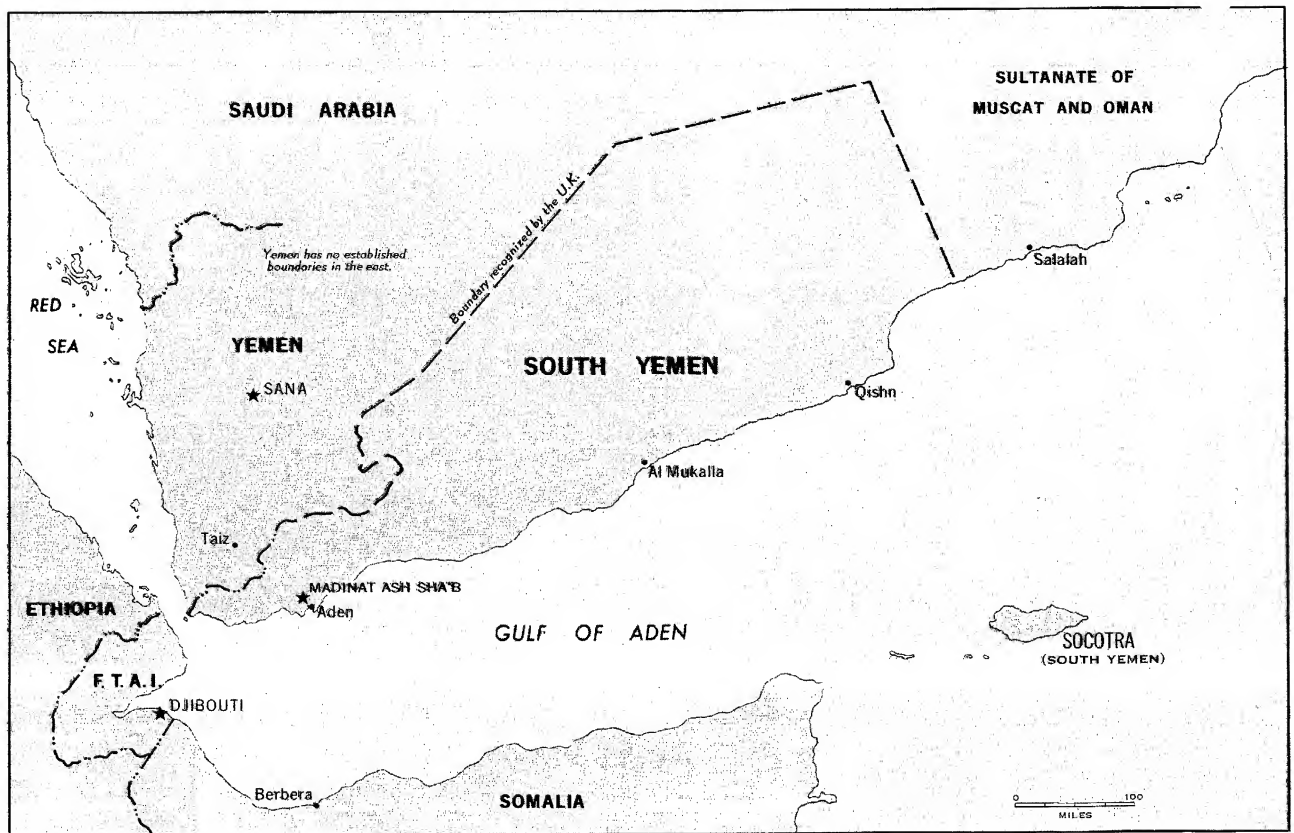 SULTANATE OF
MUSCAT AND OMAN
SAUDI ARABIA
Boundary recognized by the U.K.
Yemen has no established
boundaries in the east.
Salalah
RED
SEA
YEMEN
SOUTH YEMEN
SANA
Qishn
Al Mukalla
Taiz
MADINAT ASH SHA'B
Aden
ETHIOPIA
GULF OF ADEN
SOCOTRA
(SOUTH YEMEN)
F. T. A. I.
DJIBOUTI
Berbera
SOMALIA
0 100
MILES